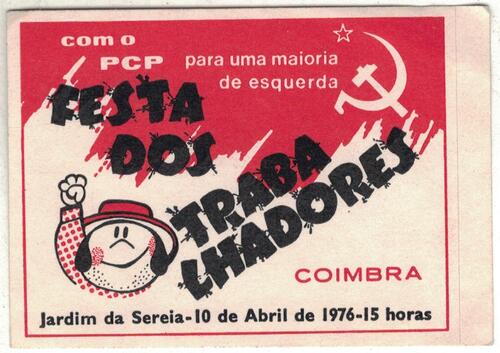 com o
PCP
para uma maioria
de esquerda
FESTA
DOS
TRABA
LHADORES
COIMBRA
Jardim da Sereia-10 de Abril de 1976-15 horas